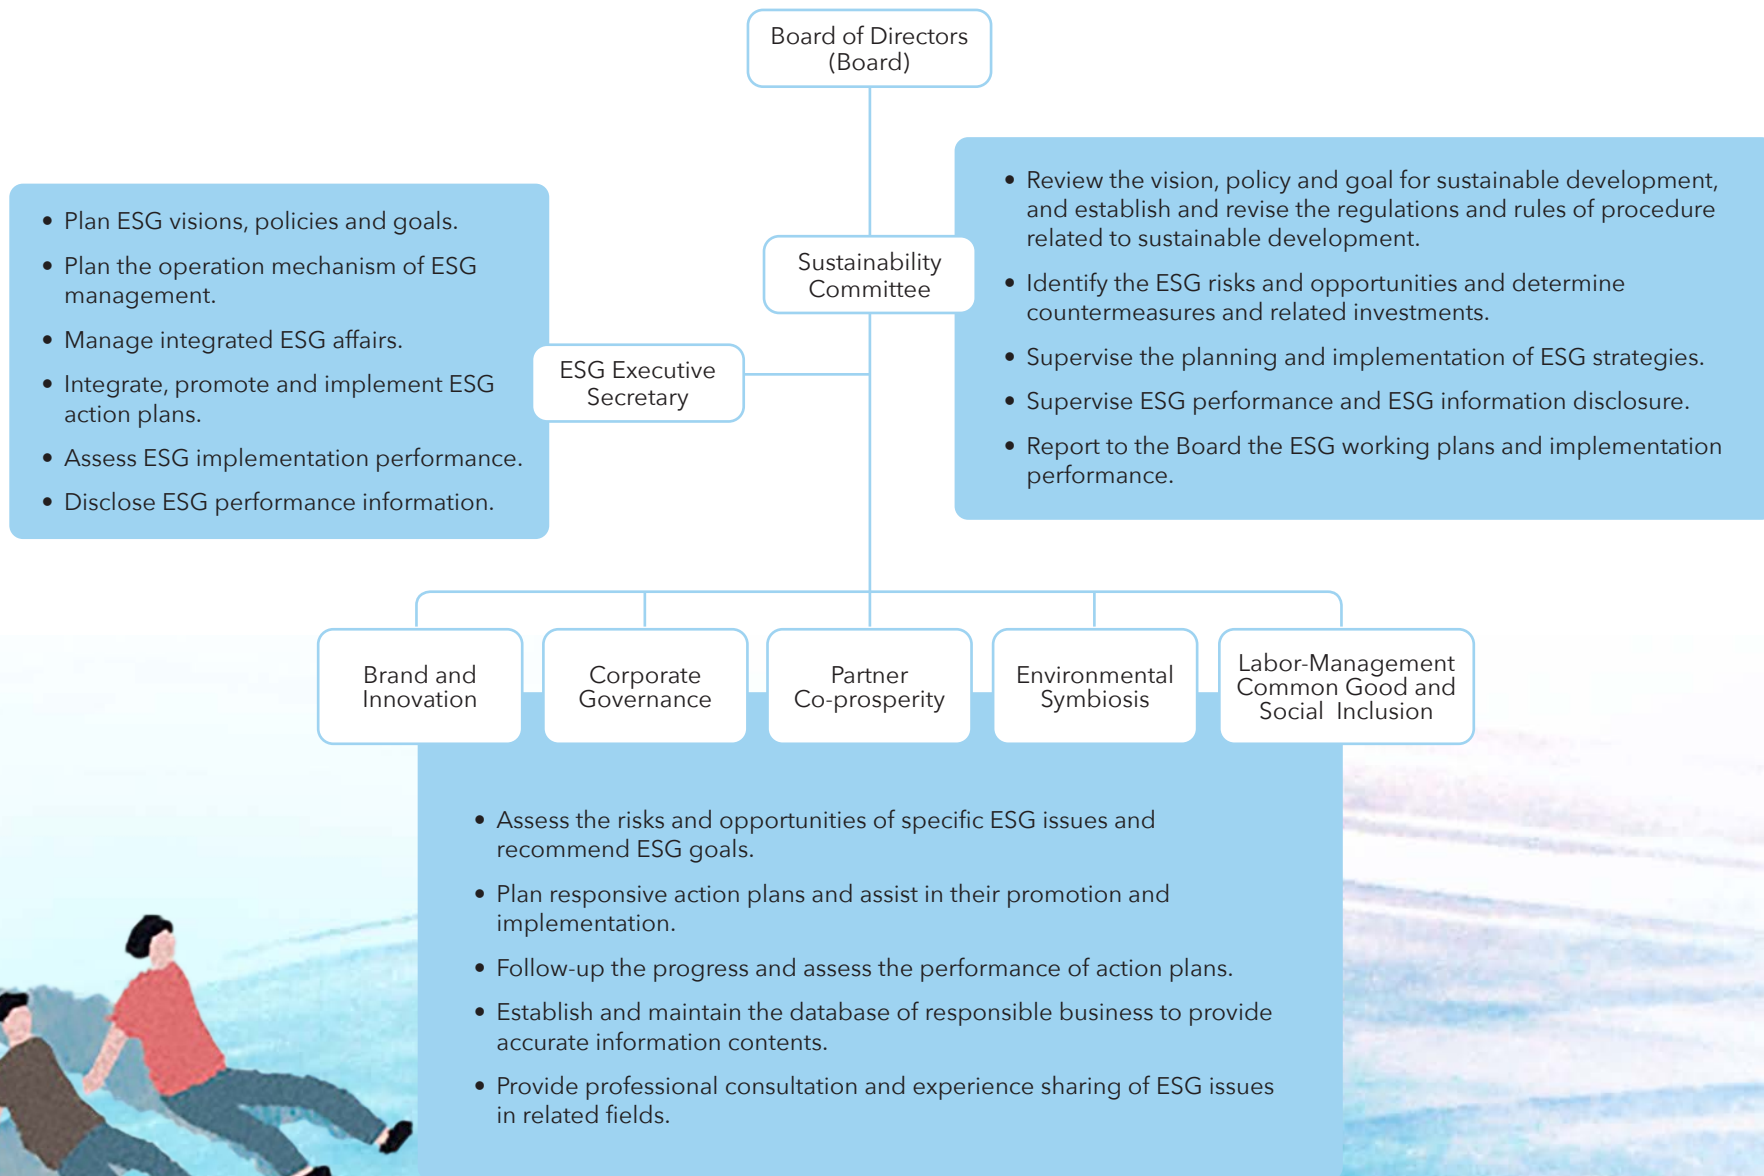 Board of Directors
(Board)
• Plan ESG visions, policies and goals.
• Plan the operation mechanism of ESG
management.
• Manage integrated ESG affairs.
• Integrate, promote and implement ESG
action plans.
• Assess ESG implementation performance.
• Disclose ESG performance information.
ESG Executive
Secretary
Sustainability
Committee
• Review the vision, policy and goal for sustainable development,
and establish and revise the regulations and rules of procedure
related to sustainable development.
• Identify the ESG risks and opportunities and determine
countermeasures and related investments.
• Supervise the planning and implementation of ESG strategies.
• Supervise ESG performance and ESG information disclosure.
• Report to the Board the ESG working plans and implementation
performance.
Brand and
Innovation
Corporate
Governance
Partner
Co-prosperity
Environmental
Symbiosis
Labor-Management
Common Good and
Social Inclusion
• Assess the risks and opportunities of specific ESG issues and
recommend ESG goals.
• Plan responsive action plans and assist in their promotion and
implementation.
• Follow-up the progress and assess the performance of action plans.
• Establish and maintain the database of responsible business to provide
accurate information contents.
• Provide professional consultation and experience sharing of ESG issues
in related fields.